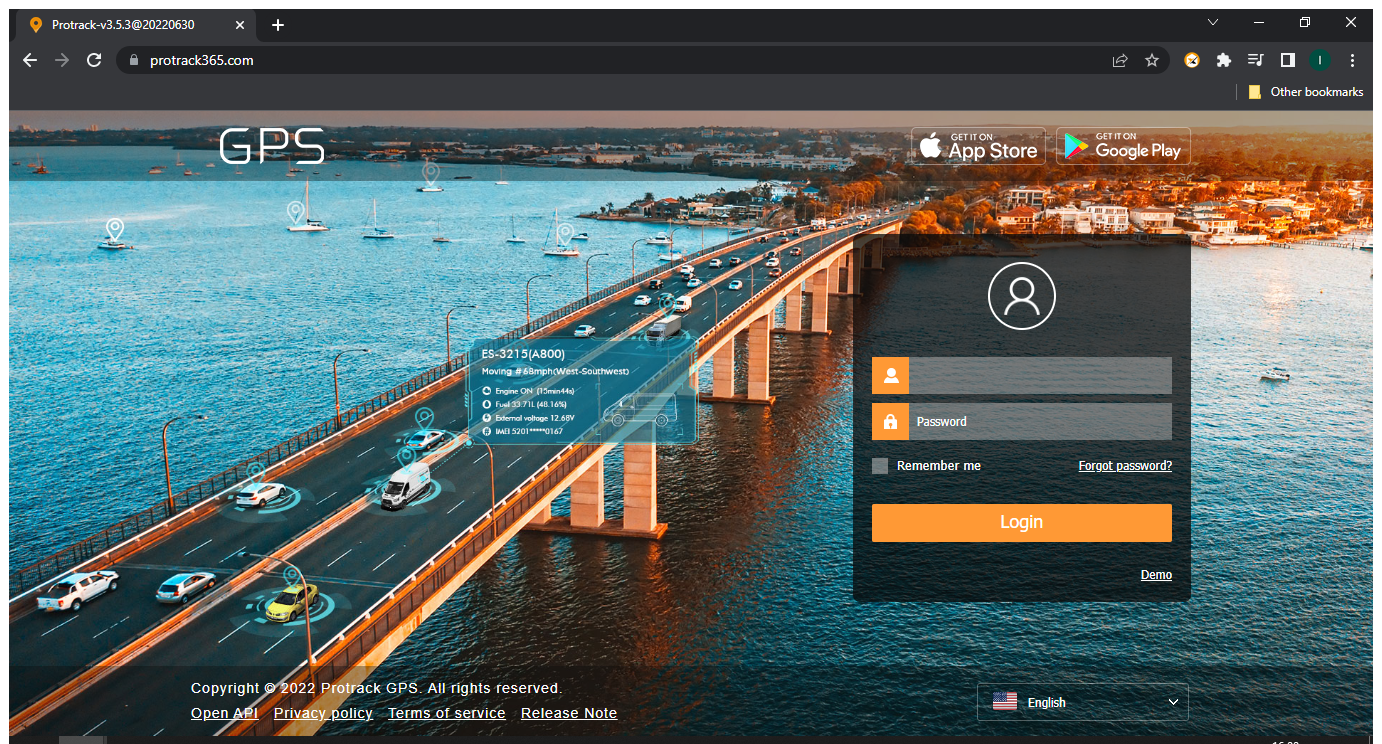 Protrack-v3.5.3@20220630
protrack365.com
I
Other bookmarks
GPS
GET IT ON
App Store
GET IT ON
Google Play
ES-3215(A800)
Moving #68mph(West-Southwest)
Engine ON (15min44s)
Fuel 33.71L (48.16%)
External voltage 12.68V
IMEI 5201*****0167
Password
Remember me Forgot password?
Login
Demo
Copyright © 2022 Protrack GPS. All rights reserved.
Open API Privacy policy Terms of service Release Note
English